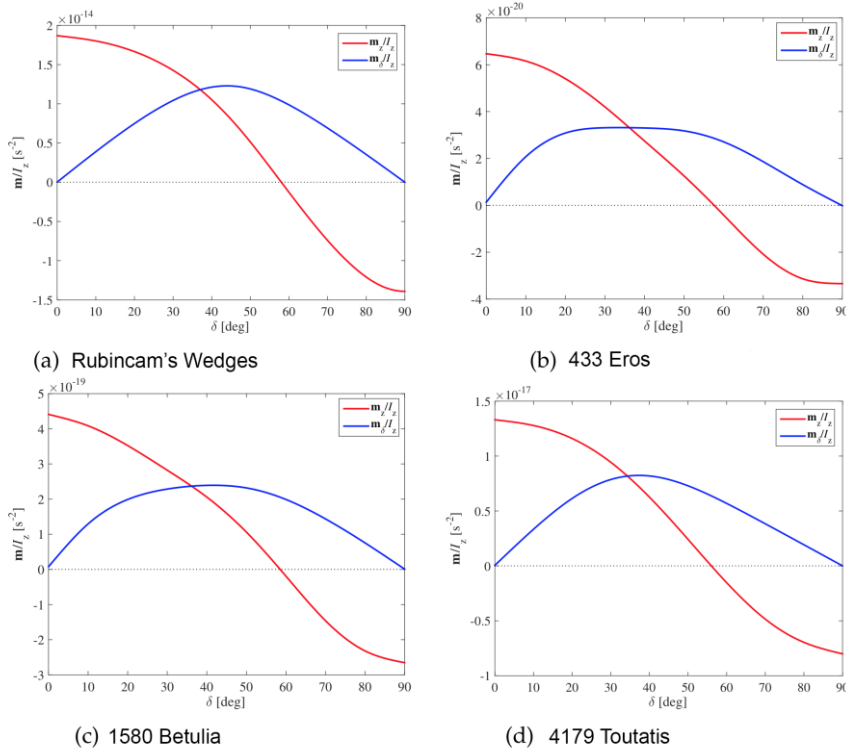 ×10⁻¹⁴
2
1.5
1
0.5
0
-0.5
-1
-1.5
m/I_z [s⁻²]
m_z/I_z
m_δ/I_z
0 10 20 30 40 50 60 70 80 90
δ [deg]
(a) Rubincam's Wedges
×10⁻²⁰
8
6
4
2
0
-2
-4
m/I_z [s⁻²]
m_z/I_z
m_δ/I_z
0 10 20 30 40 50 60 70 80 90
δ [deg]
(b) 433 Eros
×10⁻¹⁹
5
4
3
2
1
0
-1
-2
-3
m/I_z [s⁻²]
m_z/I_z
m_δ/I_z
0 10 20 30 40 50 60 70 80 90
δ [deg]
(c) 1580 Betulia
×10⁻¹⁷
1.5
1
0.5
0
-0.5
-1
m/I_z [s⁻²]
m_z/I_z
m_δ/I_z
0 10 20 30 40 50 60 70 80 90
δ [deg]
(d) 4179 Toutatis